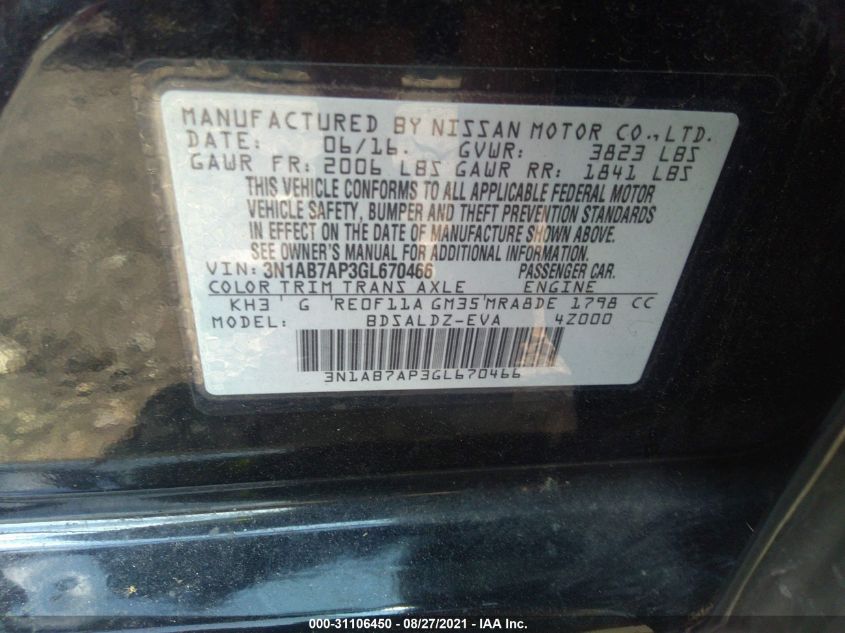 MANUFACTURED BY NISSAN MOTOR CO., LTD.
DATE: 06/16. GVWR: 3823 LBS
GAWR FR: 2006 LBS GAWR RR: 1841 LBS
THIS VEHICLE CONFORMS TO ALL APPLICABLE FEDERAL MOTOR
VEHICLE SAFETY, BUMPER AND THEFT PREVENTION STANDARDS
IN EFFECT ON THE DATE OF MANUFACTURE SHOWN ABOVE.
SEE OWNER'S MANUAL FOR ADDITIONAL INFORMATION.
VIN: 3N1AB7AP3GL670466 PASSENGER CAR.
COLOR TRIM TRANS AXLE ENGINE
KH3 G RE0F11A GM35 MRA8DE 1798 CC
MODEL: BDSALDZ-EVA 4Z000
3N1AB7AP3GL670466
000-31106450 - 08/27/2021 - IAA Inc.